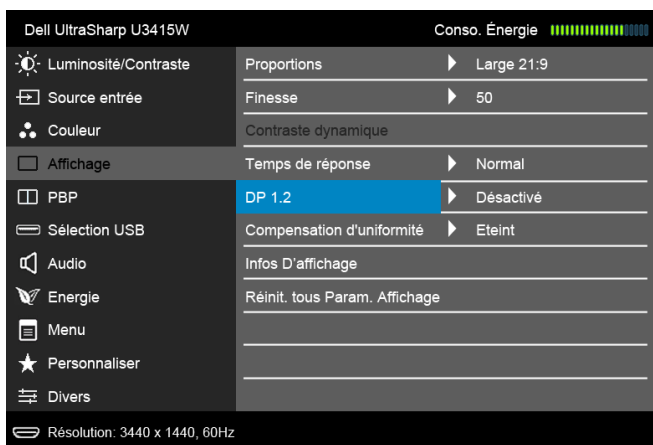 Dell UltraSharp U3415W Conso. Énergie
Luminosité/Contraste Proportions Large 21:9
Source entrée Finesse 50
Couleur Contraste dynamique
Affichage Temps de réponse Normal
PBP DP 1.2 Désactivé
Sélection USB Compensation d'uniformité Eteint
Audio Infos D'affichage
Energie Réinit. tous Param. Affichage
Menu
Personnaliser
Divers
Résolution: 3440 x 1440, 60Hz